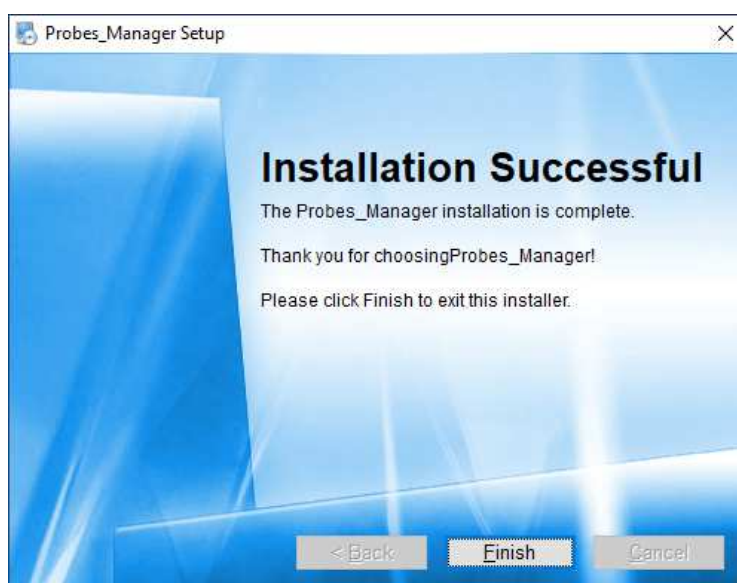 Probes_Manager Setup
Installation Successful
The Probes_Manager installation is complete.
Thank you for choosingProbes_Manager!
Please click Finish to exit this installer.
< Back Finish Cancel